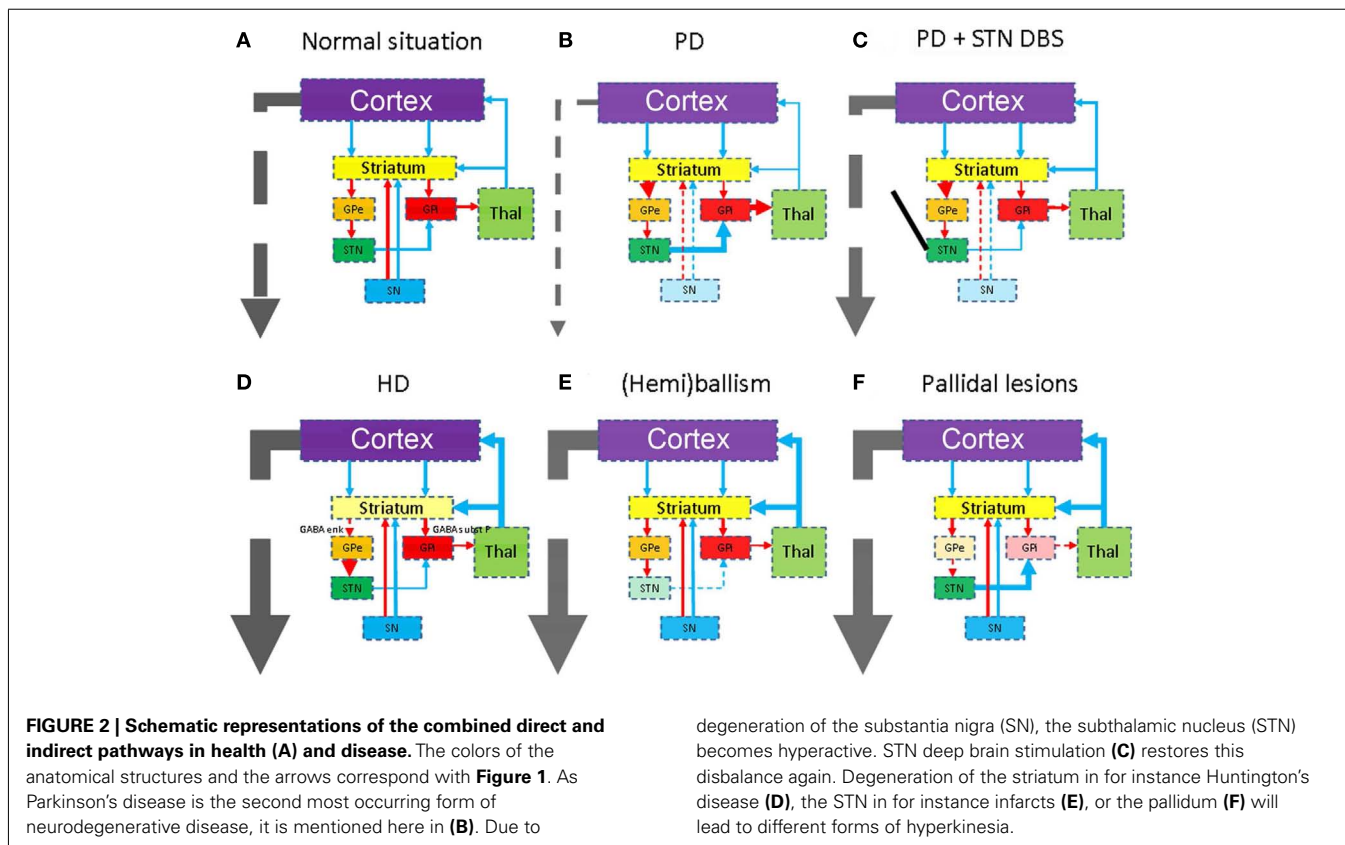 A Normal situation
Cortex
Striatum
GPe
GPi
Thal
STN
SN
B PD
Cortex
Striatum
GPe
GPi
Thal
STN
SN
C PD + STN DBS
Cortex
Striatum
GPe
GPi
Thal
STN
SN
D HD
Cortex
Striatum
GABA enk
GABA subst P
GPe
GPi
Thal
STN
SN
E (Hemi)ballism
Cortex
Striatum
GPe
GPi
Thal
STN
SN
F Pallidal lesions
Cortex
Striatum
GPe
GPi
Thal
STN
SN
FIGURE 2 | Schematic representations of the combined direct and
indirect pathways in health (A) and disease. The colors of the
anatomical structures and the arrows correspond with Figure 1. As
Parkinson's disease is the second most occurring form of
neurodegenerative disease, it is mentioned here in (B). Due to
degeneration of the substantia nigra (SN), the subthalamic nucleus (STN)
becomes hyperactive. STN deep brain stimulation (C) restores this
disbalance again. Degeneration of the striatum in for instance Huntington's
disease (D), the STN in for instance infarcts (E), or the pallidum (F) will
lead to different forms of hyperkinesia.